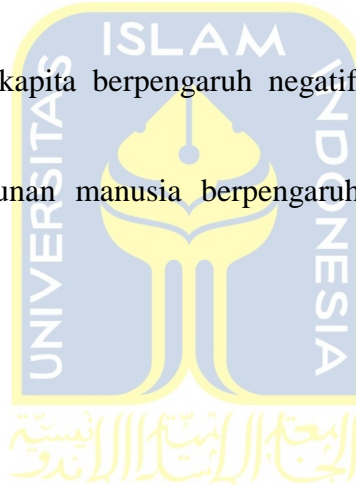 ISLAM
kapita berpengaruh negatif
unan manusia berpengaruh
UNIVERSITAS
INDONESIA